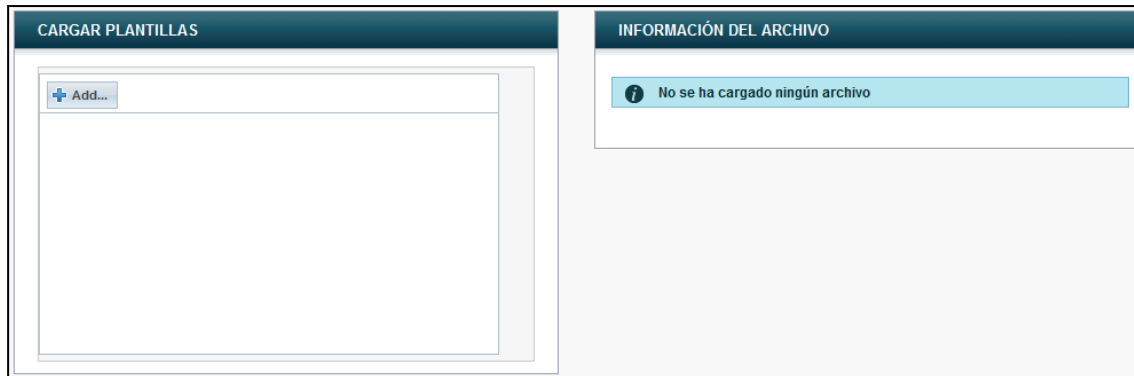 CARGAR PLANTILLAS
Add...
INFORMACIÓN DEL ARCHIVO
No se ha cargado ningún archivo